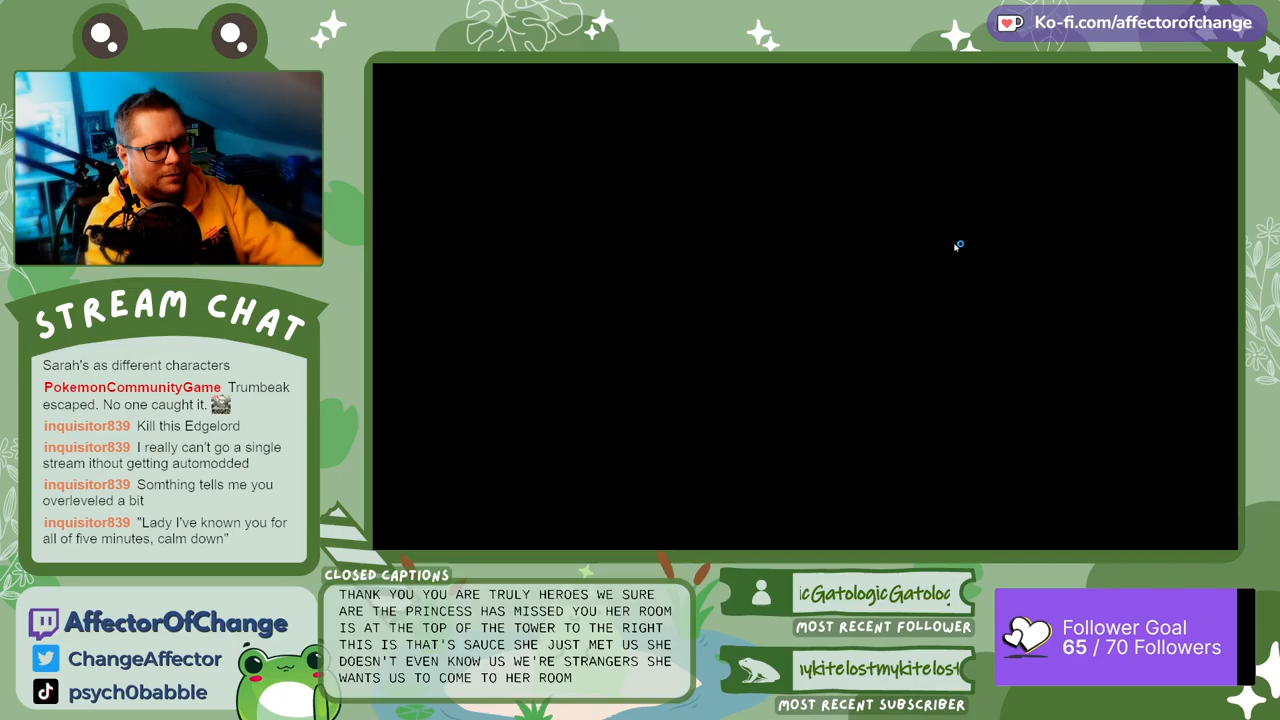 Ko-fi.com/affectorofchange
STREAM CHAT
Sarah's as different characters
PokemonCommunityGame Trumbeak
escaped. No one caught it.
inquisitor839 Kill this Edgelord
inquisitor839 I really can't go a single
stream ithout getting automodded
inquisitor839 Somthing tells me you
overleveled a bit
inquisitor839 "Lady I've known you for
all of five minutes, calm down"
AffectorOfChange
ChangeAffector
psych0babble
CLOSED CAPTIONS
THANK YOU YOU ARE TRULY HEROES WE SURE
ARE THE PRINCESS HAS MISSED YOU HER ROOM
IS AT THE TOP OF THE TOWER TO THE RIGHT
THIS IS THAT'S SAUCE SHE JUST MET US SHE
DOESN'T EVEN KNOW US WE'RE STRANGERS SHE
WANTS US TO COME TO HER ROOM
icGatologicGatolog
MOST RECENT FOLLOWER
mykitelostmykitelost
MOST RECENT SUBSCRIBER
Follower Goal
65 / 70 Followers